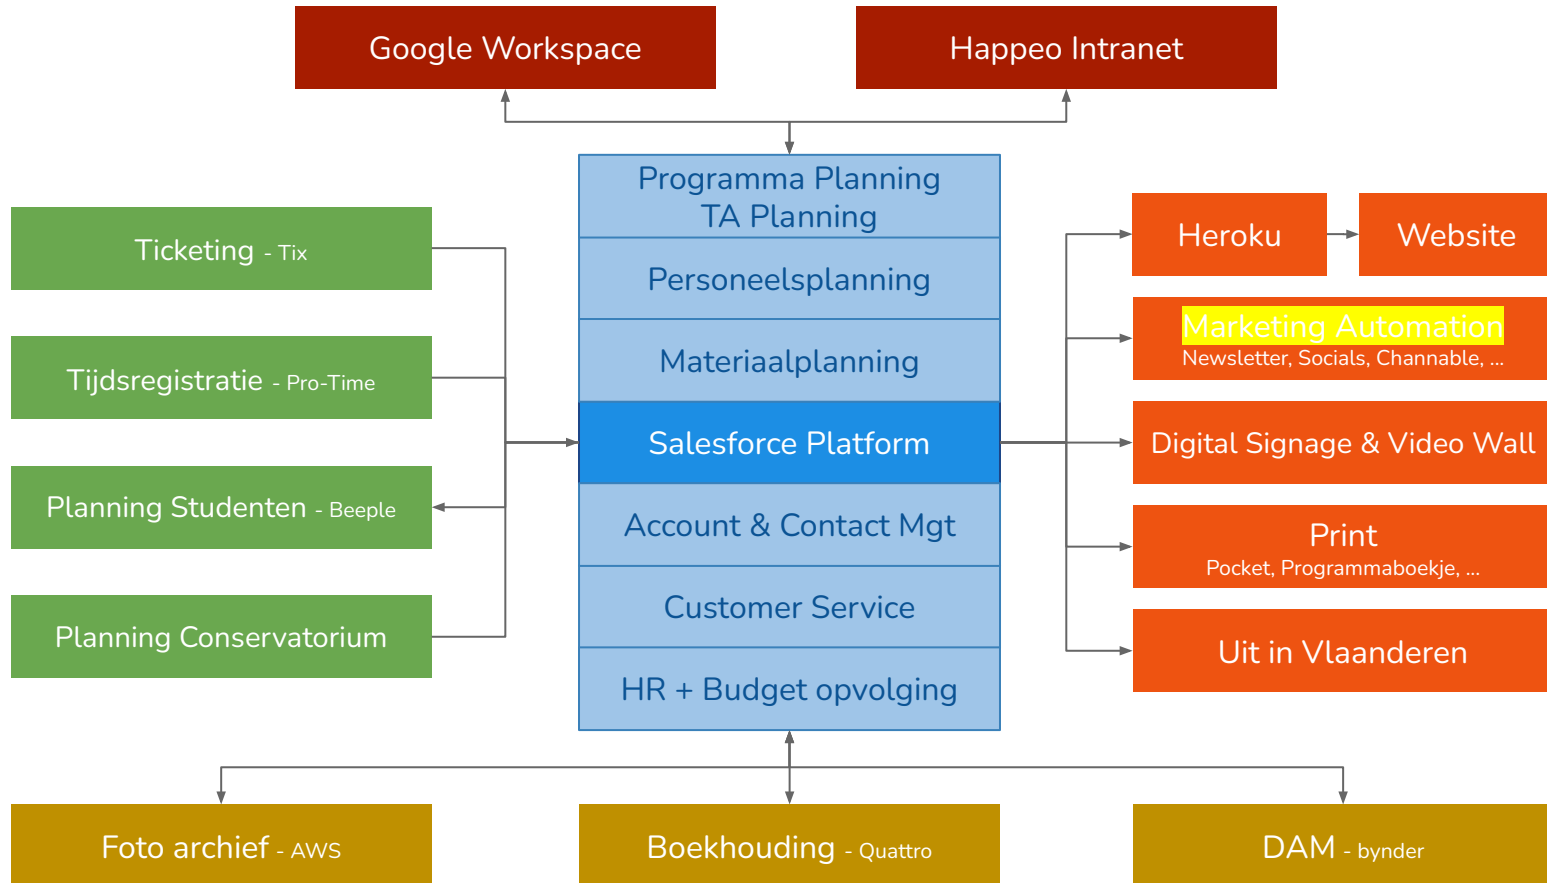 Google Workspace
Happeo Intranet
Programma Planning
TA Planning
Personeelsplanning
Materiaalplanning
Salesforce Platform
Account & Contact Mgt
Customer Service
HR + Budget opvolging
Ticketing - Tix
Tijdsregistratie - Pro-Time
Planning Studenten - Beeple
Planning Conservatorium
Heroku
Website
Marketing Automation
Newsletter, Socials, Channable, ...
Digital Signage & Video Wall
Print
Pocket, Programmaboekje, ...
Uit in Vlaanderen
Foto archief - AWS
Boekhouding - Quattro
DAM - bynder